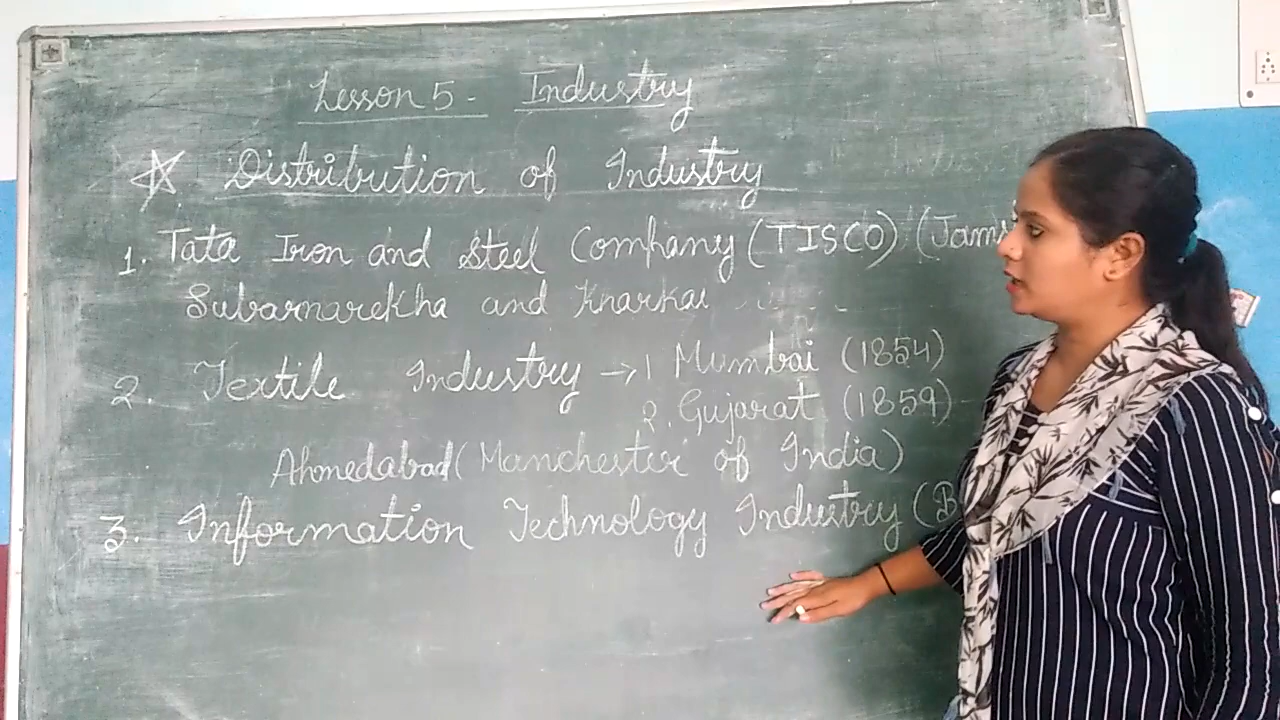 Lesson 5 - Industry
Distribution of Industry
1. Tata Iron and Steel Company (TISCO) (Jams
Subarnarekha and Kharkai
2. Textile Industry → 1 Mumbai (1854)
2. Gujarat (1859)
Ahmedabad (Manchester of India)
3. Information Technology Industry (B